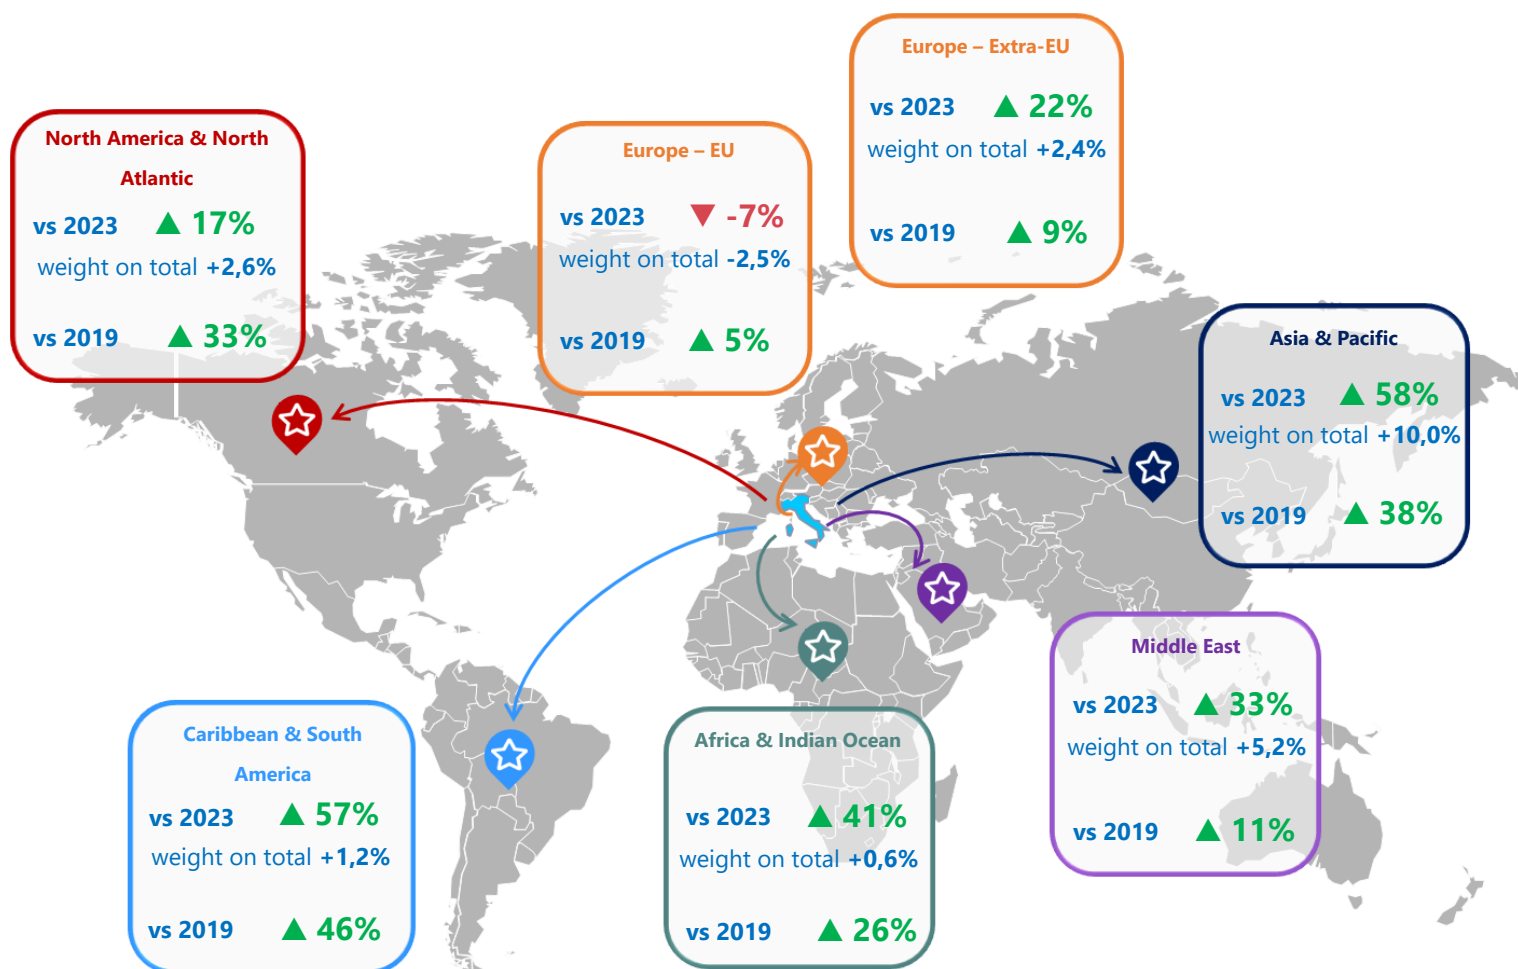 Europe – Extra-EU
vs 2023 ▲ 22%
weight on total +2,4%
vs 2019 ▲ 9%
North America & North
Atlantic
vs 2023 ▲ 17%
weight on total +2,6%
vs 2019 ▲ 33%
Europe – EU
vs 2023 ▼ -7%
weight on total -2,5%
vs 2019 ▲ 5%
Asia & Pacific
vs 2023 ▲ 58%
weight on total +10,0%
vs 2019 ▲ 38%
Middle East
vs 2023 ▲ 33%
weight on total +5,2%
vs 2019 ▲ 11%
Caribbean & South
America
vs 2023 ▲ 57%
weight on total +1,2%
vs 2019 ▲ 46%
Africa & Indian Ocean
vs 2023 ▲ 41%
weight on total +0,6%
vs 2019 ▲ 26%